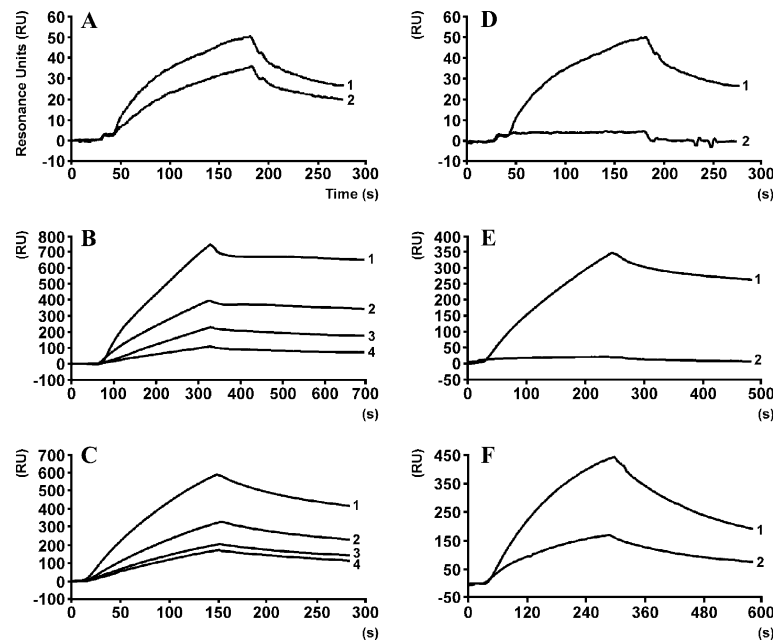 A
Resonance Units (RU)
60
50
40
30
20
10
0
-10
1
2
0 50 100 150 200 250 300
Time (s)
D
(RU)
60
50
40
30
20
10
0
-10
1
2
0 50 100 150 200 250 300
(s)
B
(RU)
800
700
600
500
400
300
200
100
0
-100
1
2
3
4
0 100 200 300 400 500 600 700
(s)
E
(RU)
400
350
300
250
200
150
100
50
0
-50
1
2
0 100 200 300 400 500
(s)
C
(RU)
700
600
500
400
300
200
100
0
-100
1
2
3
4
0 50 100 150 200 250 300
(s)
F
(RU)
450
350
250
150
50
-50
1
2
0 120 240 360 480 600
(s)